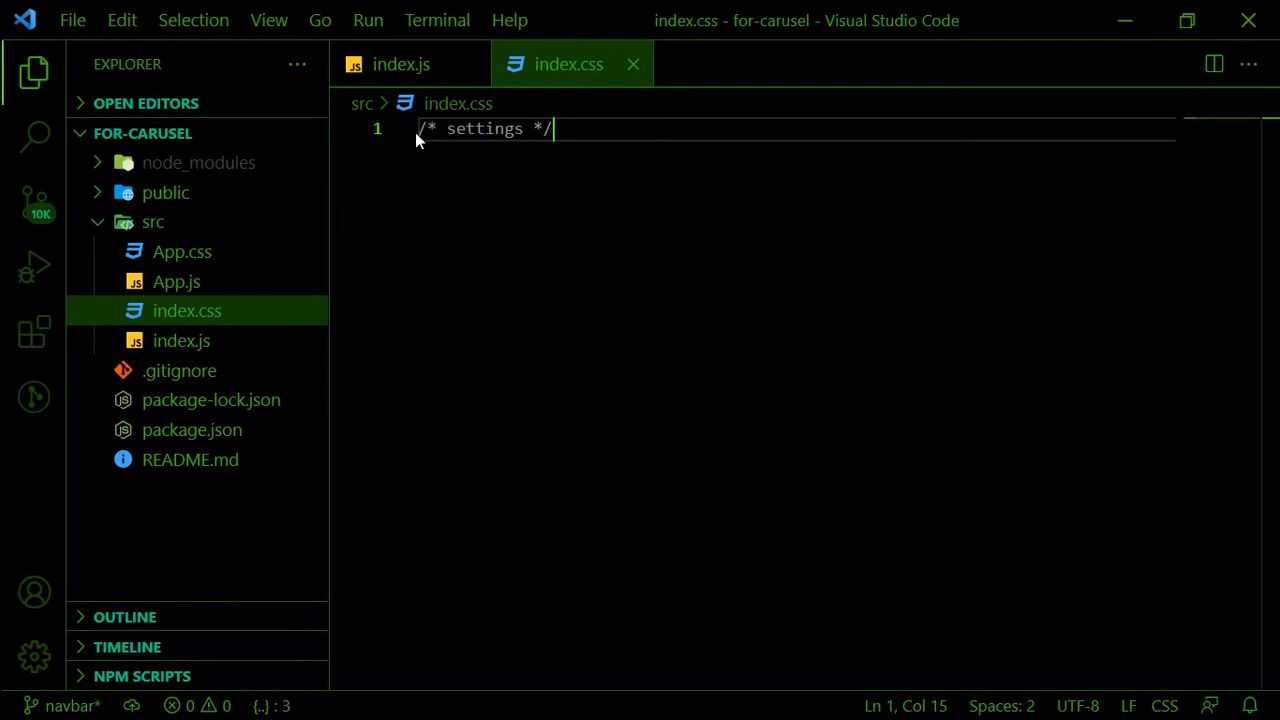 File Edit Selection View Go Run Terminal Help index.css - for-carusel - Visual Studio Code
EXPLORER
OPEN EDITORS
FOR-CARUSEL
node_modules
public
src
App.css
App.js
index.css
index.js
.gitignore
package-lock.json
package.json
README.md
OUTLINE
TIMELINE
NPM SCRIPTS
10K
JS index.js index.css
src > index.css
1 /* settings */
navbar* 0 0 {..} : 3 Ln 1, Col 15 Spaces: 2 UTF-8 LF CSS